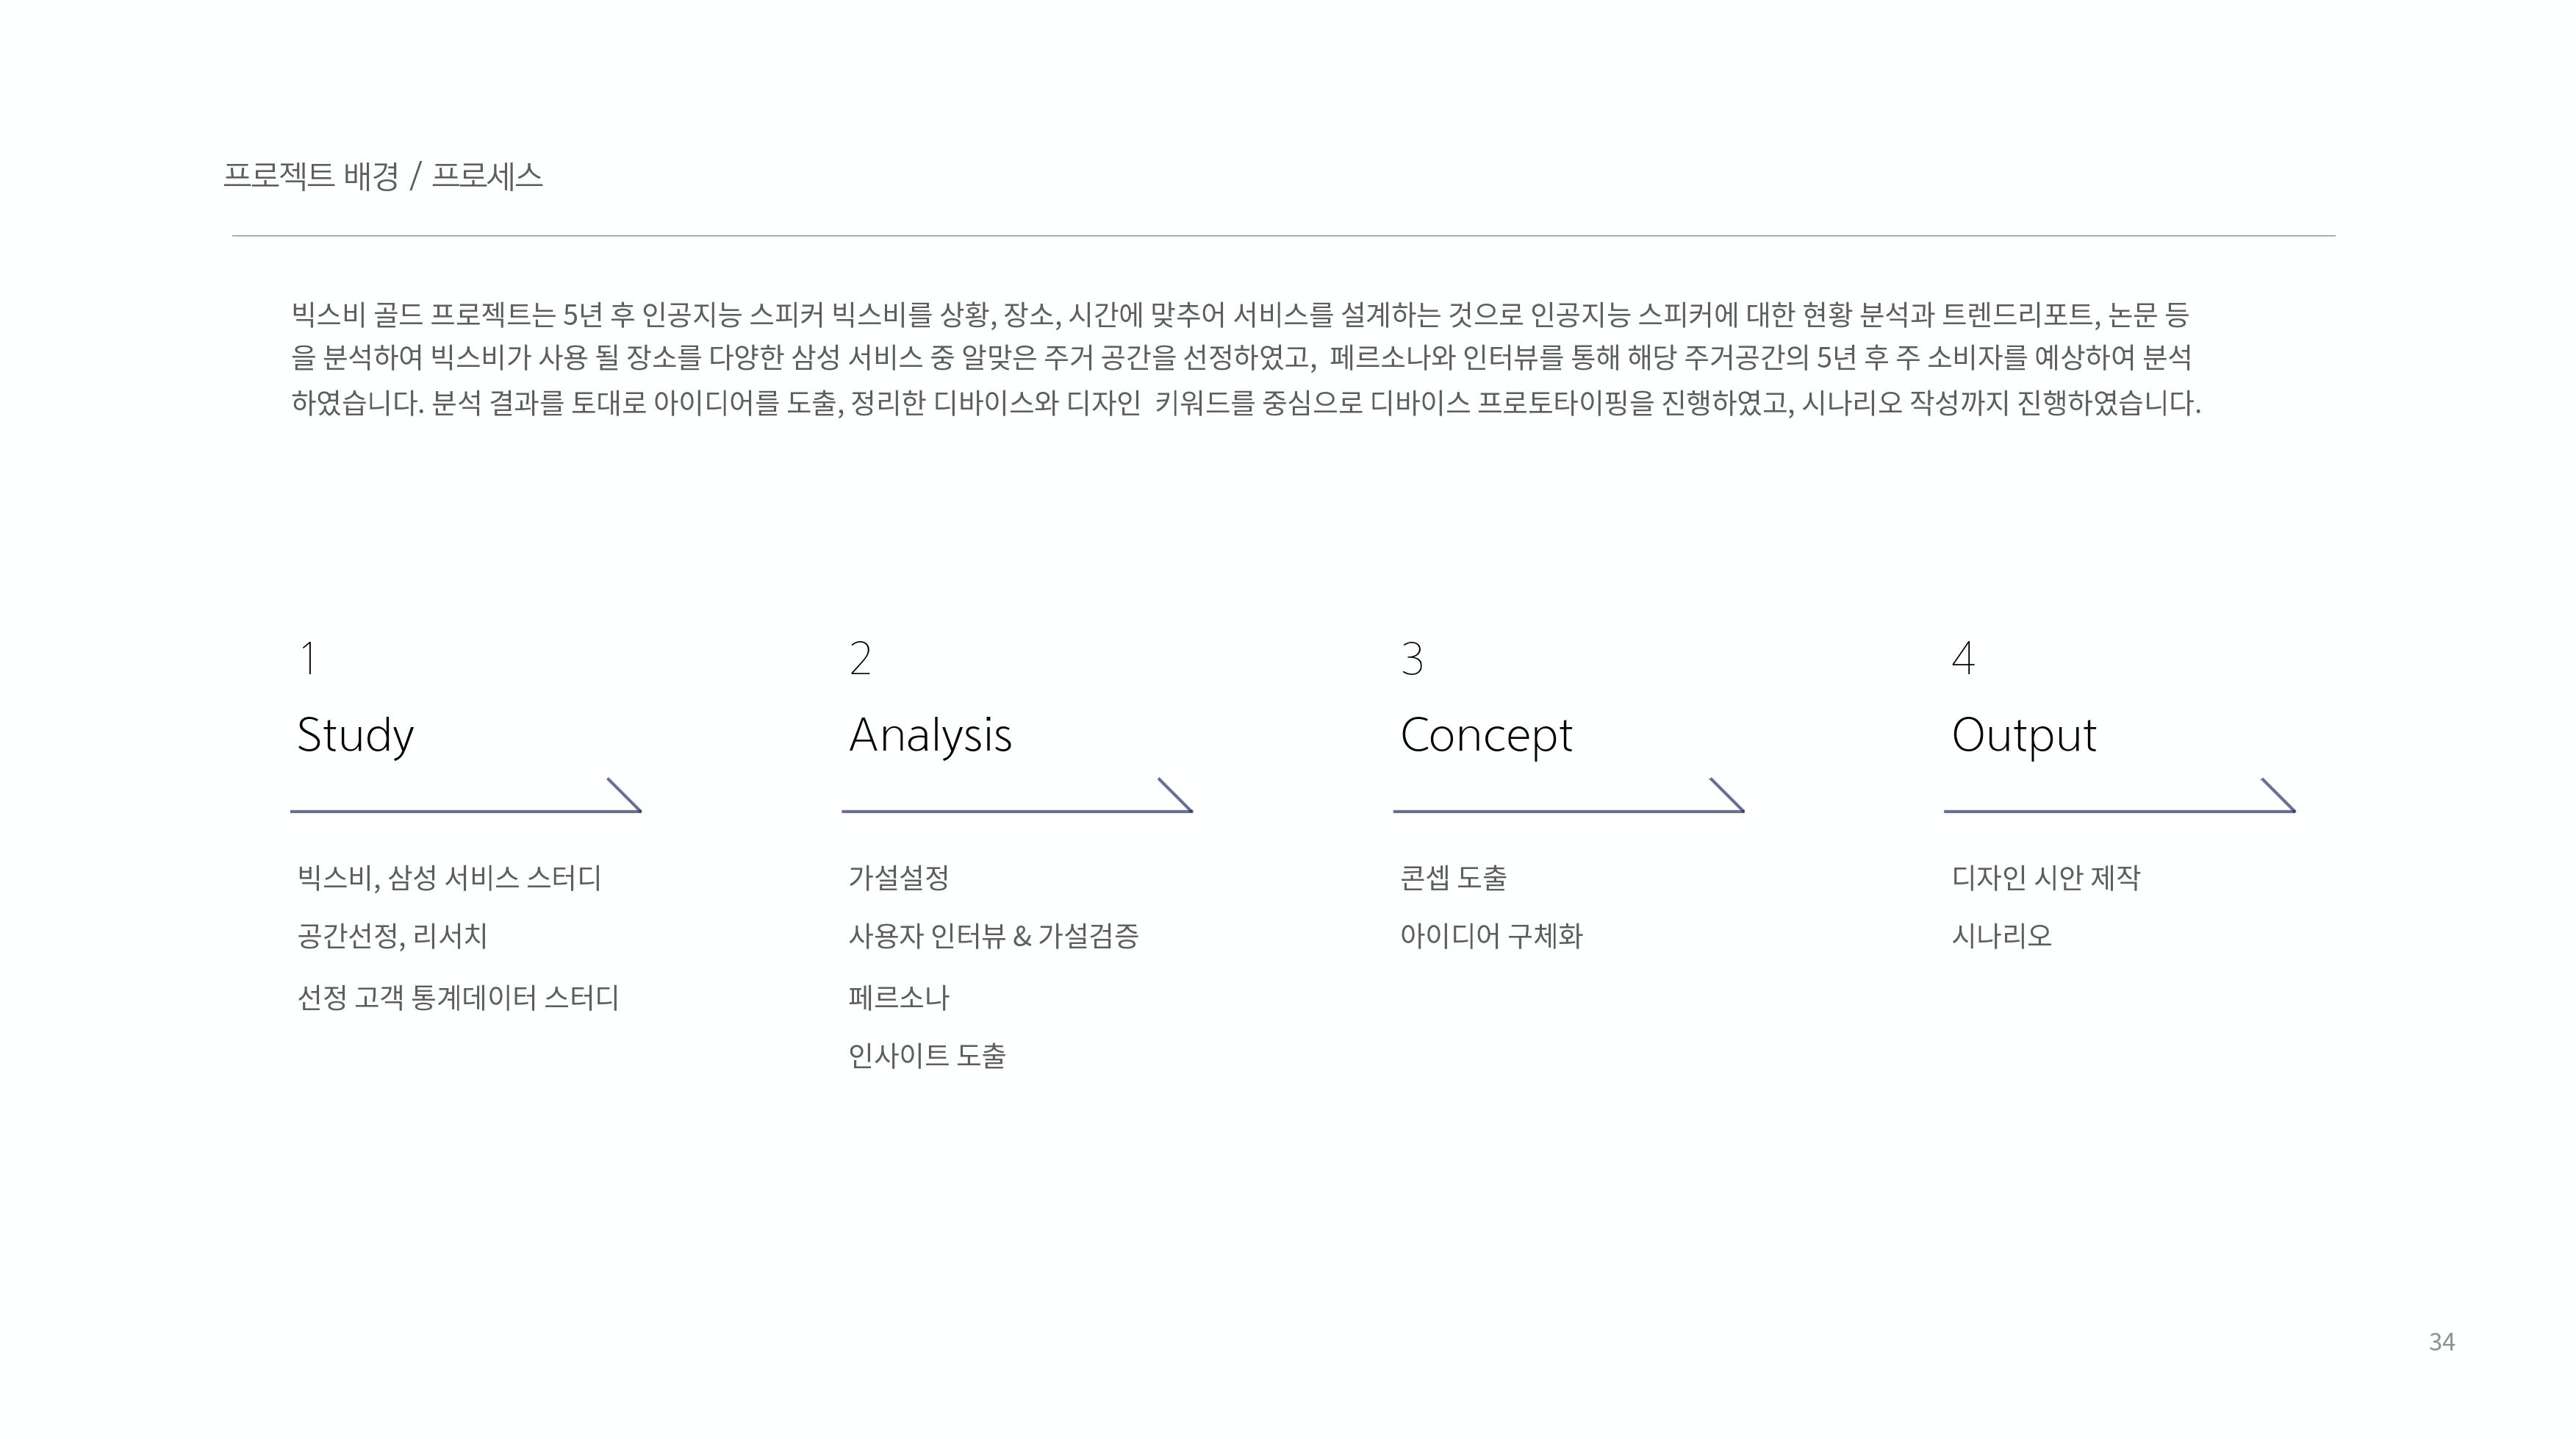 프로젝트 배경 / 프로세스
빅스비 골드 프로젝트는 5년 후 인공지능 스피커 빅스비를 상황, 장소, 시간에 맞추어 서비스를 설계하는 것으로 인공지능 스피커에 대한 현황 분석과 트렌드리포트, 논문 등
을 분석하여 빅스비가 사용 될 장소를 다양한 삼성 서비스 중 알맞은 주거 공간을 선정하였고, 페르소나와 인터뷰를 통해 해당 주거공간의 5년 후 주 소비자를 예상하여 분석
하였습니다. 분석 결과를 토대로 아이디어를 도출, 정리한 디바이스와 디자인 키워드를 중심으로 디바이스 프로토타이핑을 진행하였고, 시나리오 작성까지 진행하였습니다.
1
Study
빅스비, 삼성 서비스 스터디
공간선정, 리서치
선정 고객 통계데이터 스터디
2
Analysis
가설설정
사용자 인터뷰 & 가설검증
페르소나
인사이트 도출
3
Concept
콘셉 도출
아이디어 구체화
4
Output
디자인 시안 제작
시나리오
34